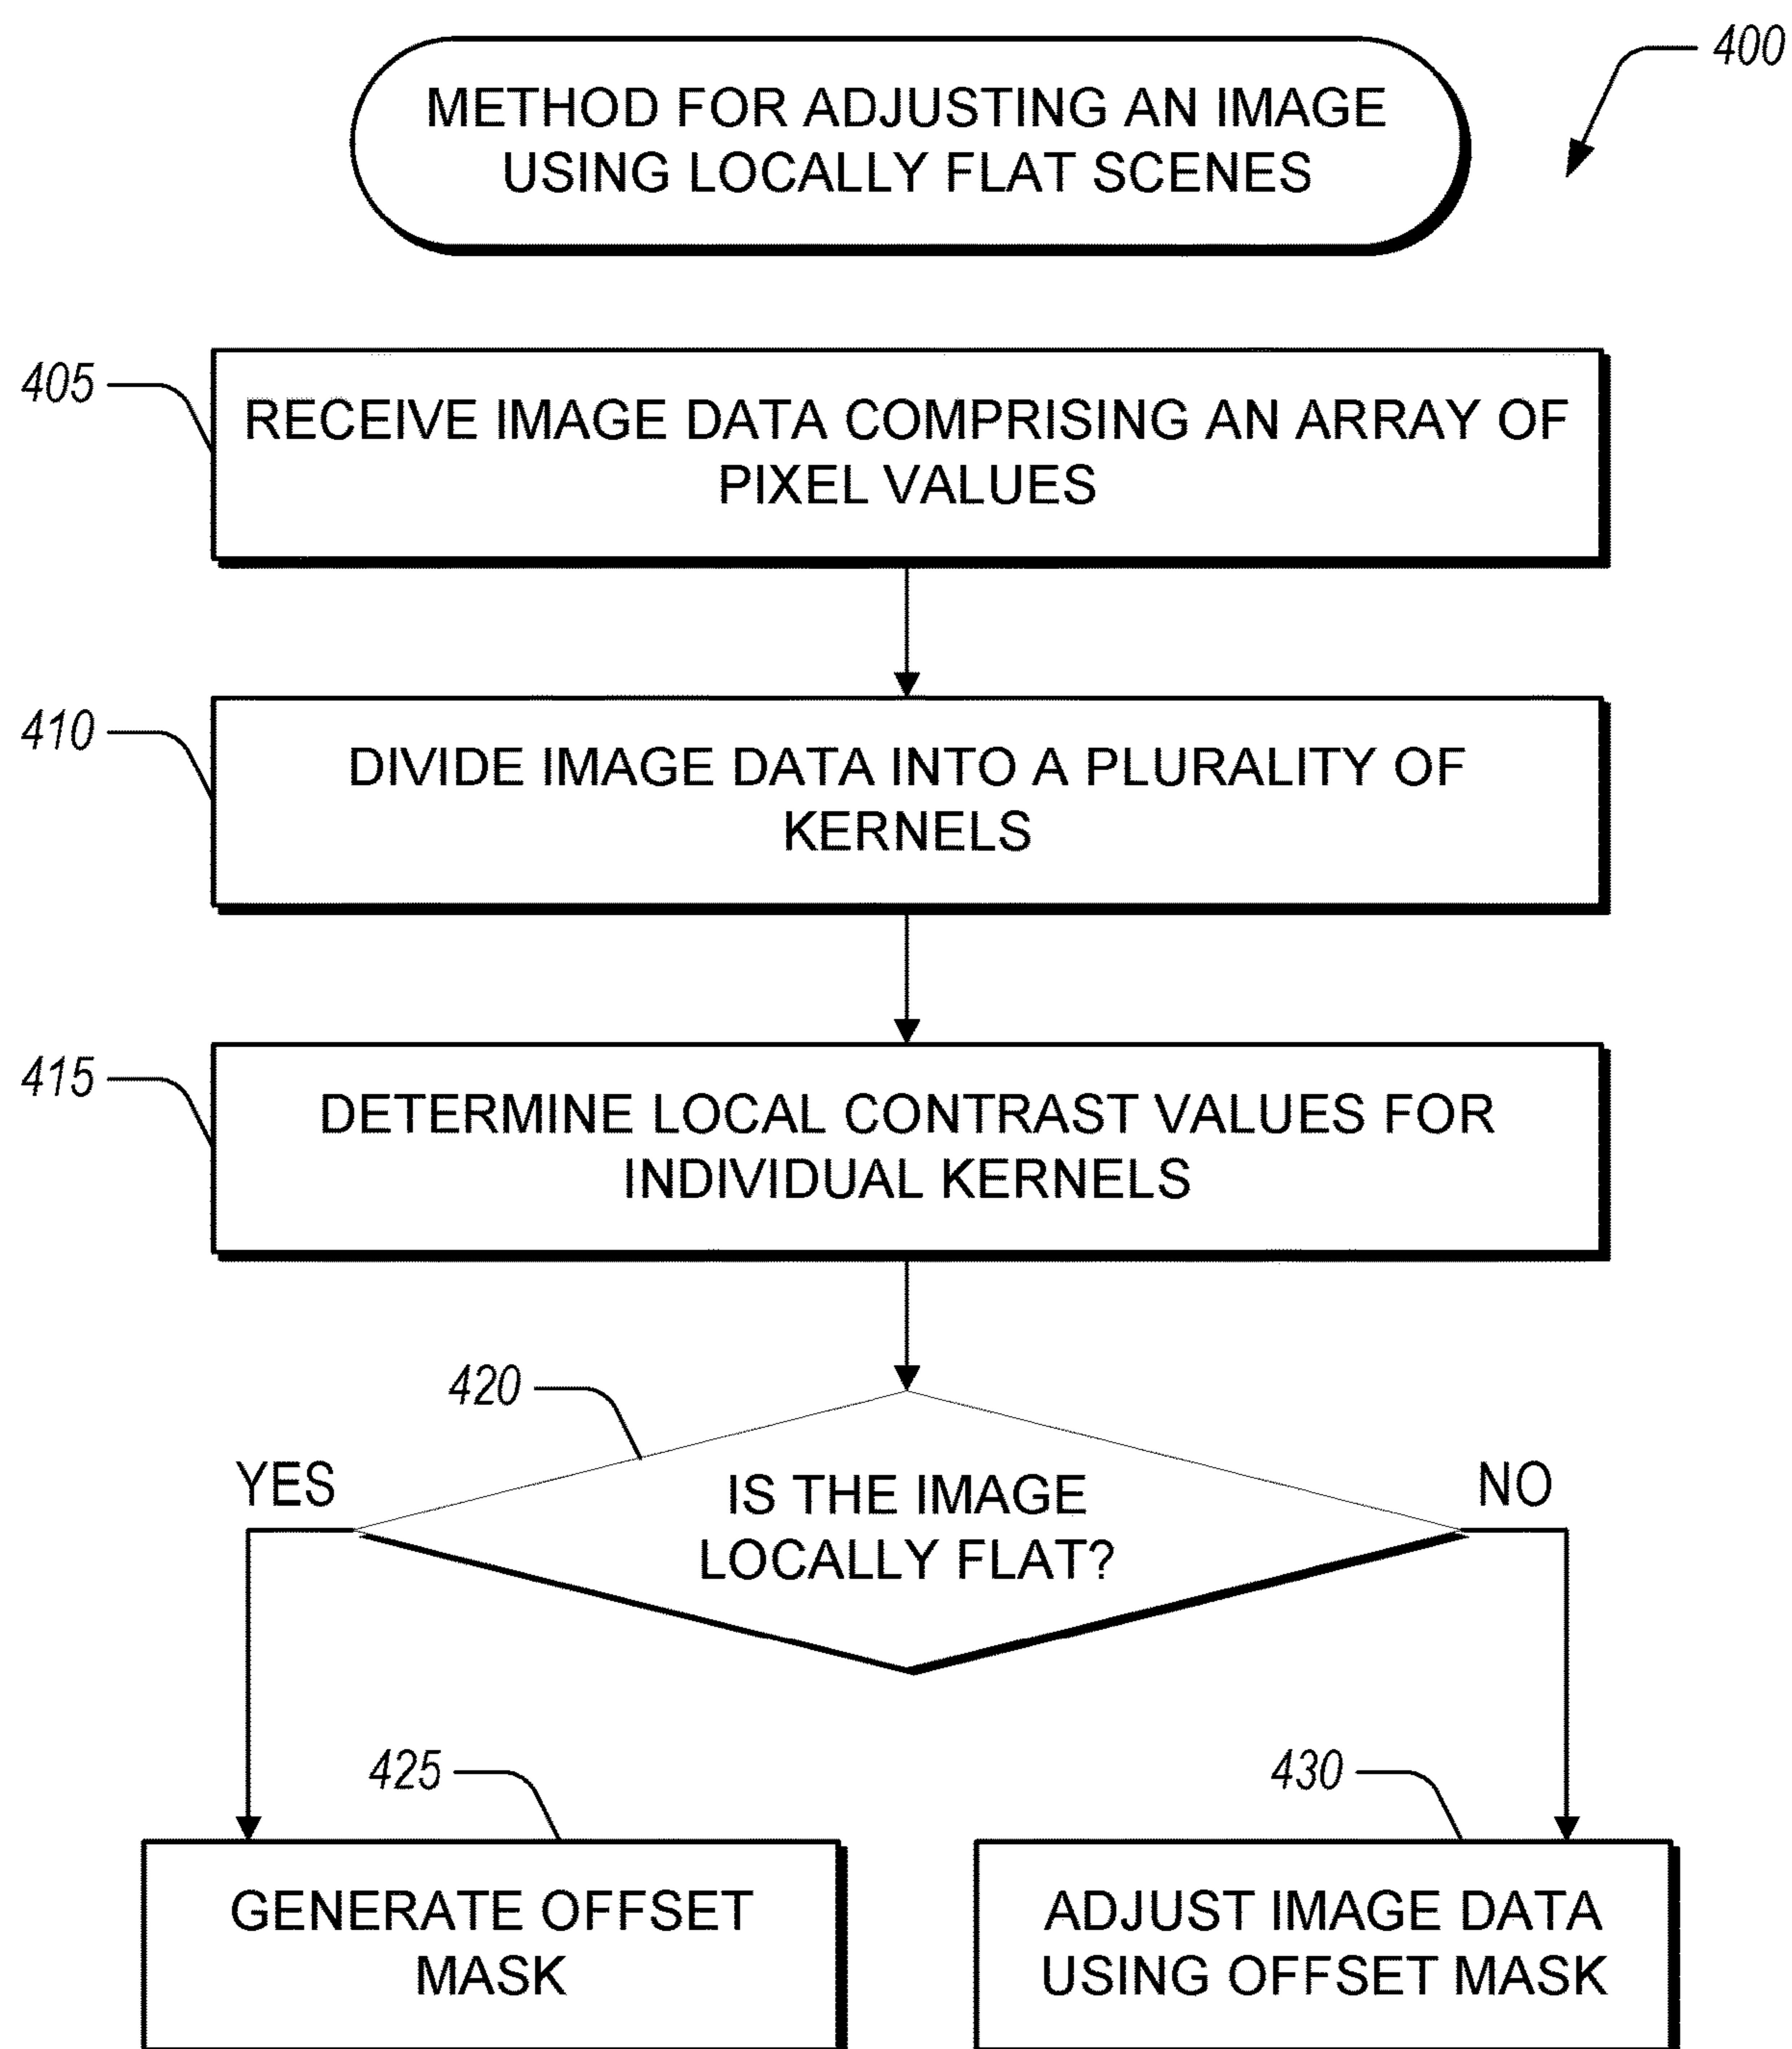 400
METHOD FOR ADJUSTING AN IMAGE
USING LOCALLY FLAT SCENES
405
RECEIVE IMAGE DATA COMPRISING AN ARRAY OF
PIXEL VALUES
410
DIVIDE IMAGE DATA INTO A PLURALITY OF
KERNELS
415
DETERMINE LOCAL CONTRAST VALUES FOR
INDIVIDUAL KERNELS
420
YES
IS THE IMAGE
LOCALLY FLAT?
NO
425
GENERATE OFFSET
MASK
430
ADJUST IMAGE DATA
USING OFFSET MASK